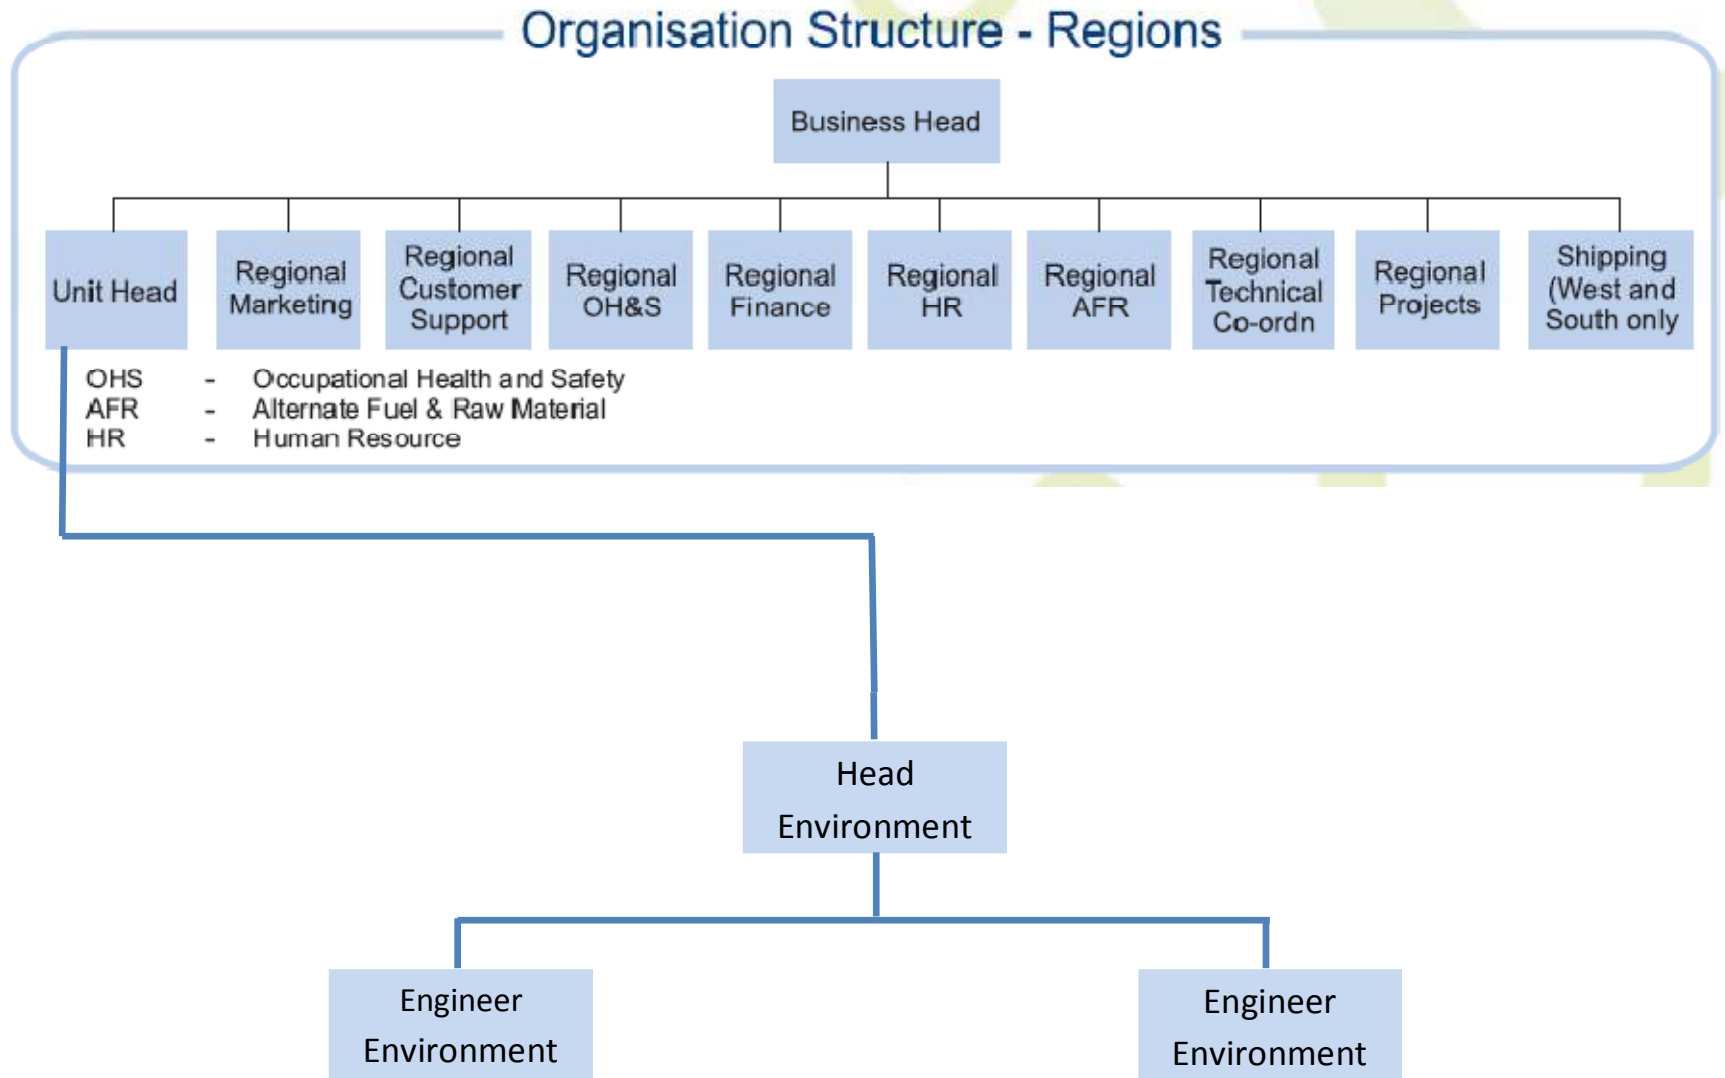 Organisation Structure - Regions
Business Head
Unit Head
Regional
Marketing
Regional
Customer
Support
Regional
OH&S
Regional
Finance
Regional
HR
Regional
AFR
Regional
Technical
Co-ordn
Regional
Projects
Shipping
(West and
South only
OHS - Occupational Health and Safety
AFR - Alternate Fuel & Raw Material
HR - Human Resource
Head
Environment
Engineer
Environment
Engineer
Environment